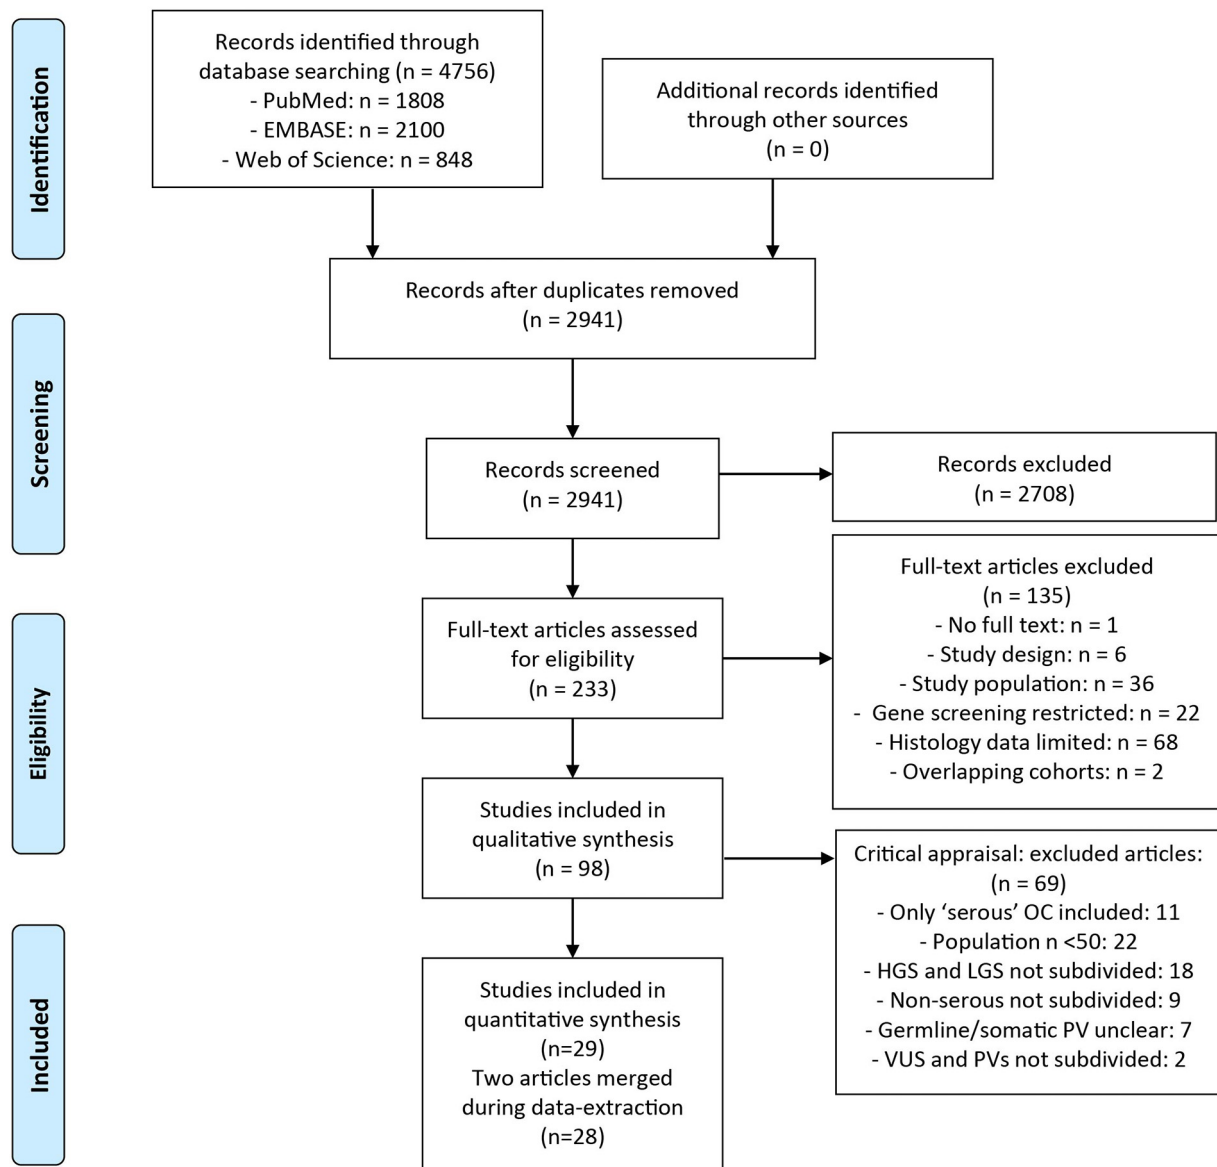 Identification
Records identified through
database searching (n = 4756)
- PubMed: n = 1808
- EMBASE: n = 2100
- Web of Science: n = 848
Additional records identified
through other sources
(n = 0)
Records after duplicates removed
(n = 2941)
Screening
Records screened
(n = 2941)
Records excluded
(n = 2708)
Eligibility
Full-text articles assessed
for eligibility
(n = 233)
Full-text articles excluded
(n = 135)
- No full text: n = 1
- Study design: n = 6
- Study population: n = 36
- Gene screening restricted: n = 22
- Histology data limited: n = 68
- Overlapping cohorts: n = 2
Studies included in
qualitative synthesis
(n = 98)
Critical appraisal: excluded articles:
(n = 69)
- Only ‘serous’ OC included: 11
- Population n <50: 22
- HGS and LGS not subdivided: 18
- Non-serous not subdivided: 9
- Germline/somatic PV unclear: 7
- VUS and PVs not subdivided: 2
Included
Studies included in
quantitative synthesis
(n=29)
Two articles merged
during data-extraction
(n=28)